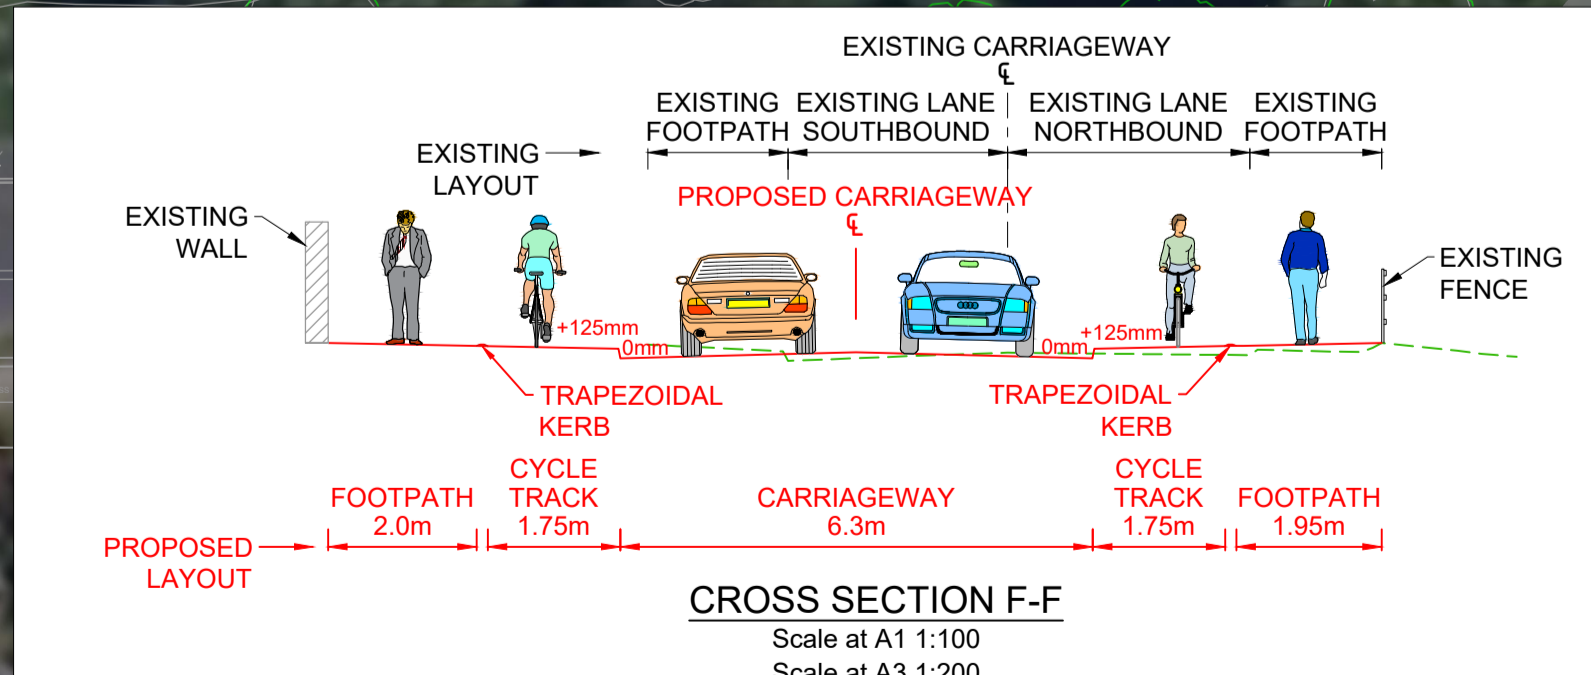 EXISTING CARRIAGEWAY
℄
EXISTING
FOOTPATH
EXISTING LANE
SOUTHBOUND
EXISTING LANE
NORTHBOUND
EXISTING
FOOTPATH
EXISTING
LAYOUT
PROPOSED CARRIAGEWAY
℄
EXISTING
WALL
EXISTING
FENCE
+125mm
0mm
+125mm
0mm
TRAPEZOIDAL
KERB
TRAPEZOIDAL
KERB
FOOTPATH
2.0m
CYCLE
TRACK
1.75m
CARRIAGEWAY
6.3m
CYCLE
TRACK
1.75m
FOOTPATH
1.95m
PROPOSED
LAYOUT
CROSS SECTION F-F
Scale at A1 1:100
Scale at A3 1:200